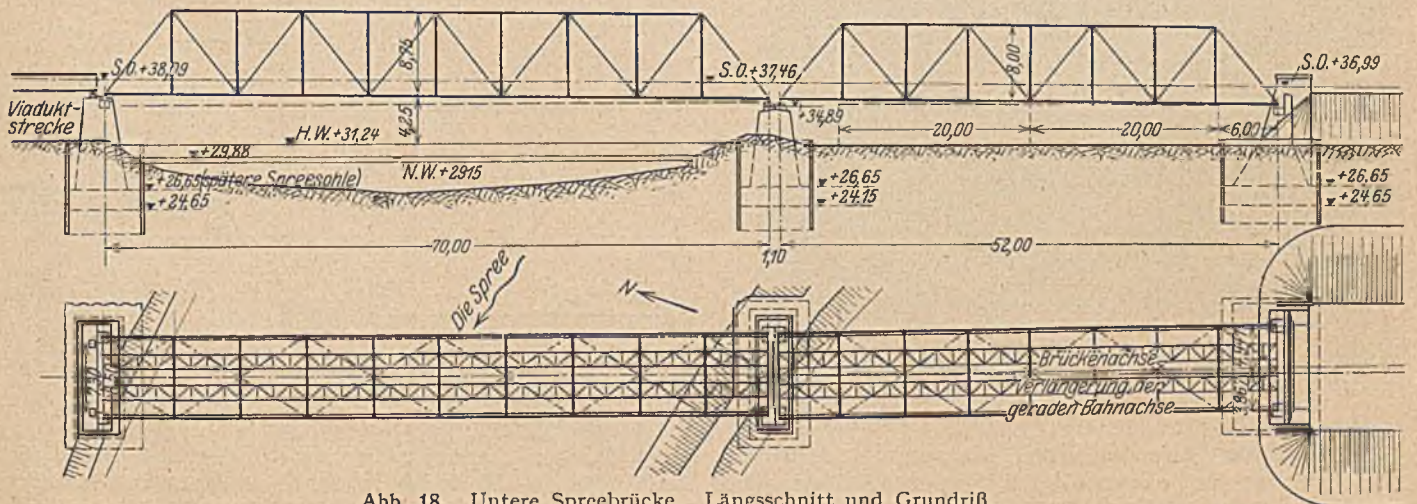 S.O.+38,09
8,76
S.O.+37,46
8,00
S.O.+36,99
Viadukt-
strecke
4,25
+34,89
H.W.+31,24
20,00
20,00
6,00
+29,88
N.W.+2915
+26,65 (spätere Spreesohle)
+26,65
+26.65
+24.65
+24.15
+24.65
70,00
1,10
52,00
Die Spree
N
Brückenachse
Verlängerung der
geraden Bahnachse
Abb. 18. Untere Spreebrücke. Längsschnitt und Grundriß.